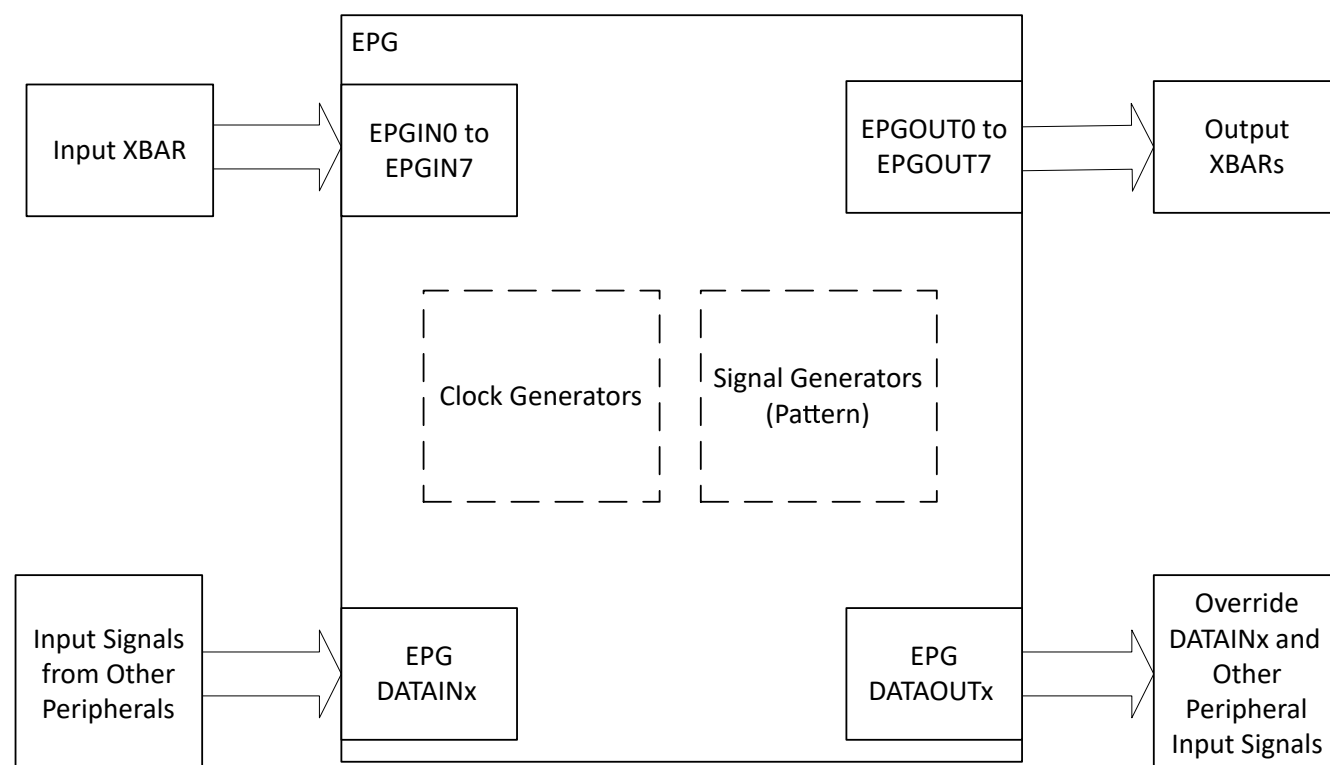 EPG
Input XBAR
EPGIN0 to
EPGIN7
EPGOUT0 to
EPGOUT7
Output
XBARs
Clock Generators
Signal Generators
(Pattern)
Input Signals
from Other
Peripherals
EPG
DATAINx
EPG
DATAOUTx
Override
DATAINx and
Other
Peripheral
Input Signals